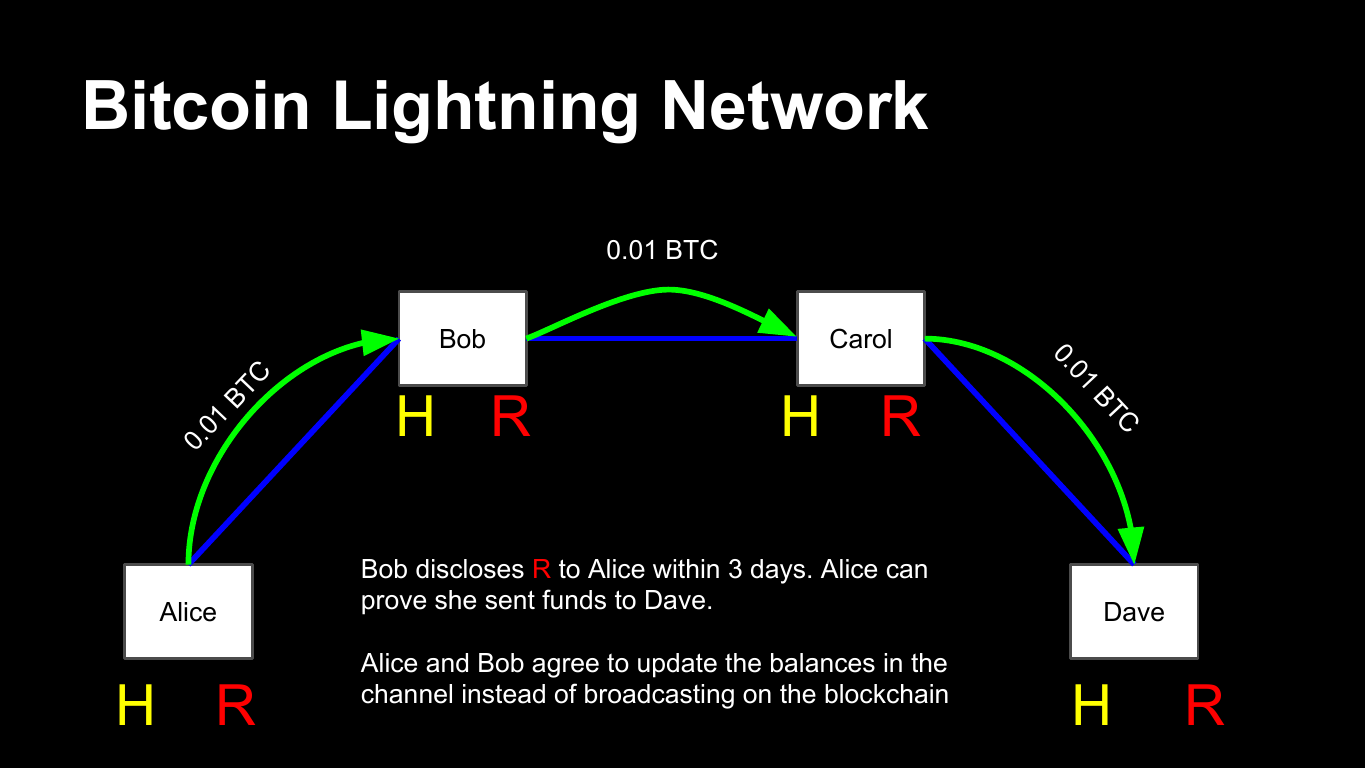 Bitcoin Lightning Network
0.01 BTC
Bob
Carol
0.01 BTC
0.01 BTC
H R
H R
Bob discloses R to Alice within 3 days. Alice can
prove she sent funds to Dave.
Alice
Dave
Alice and Bob agree to update the balances in the
channel instead of broadcasting on the blockchain
H R
H R